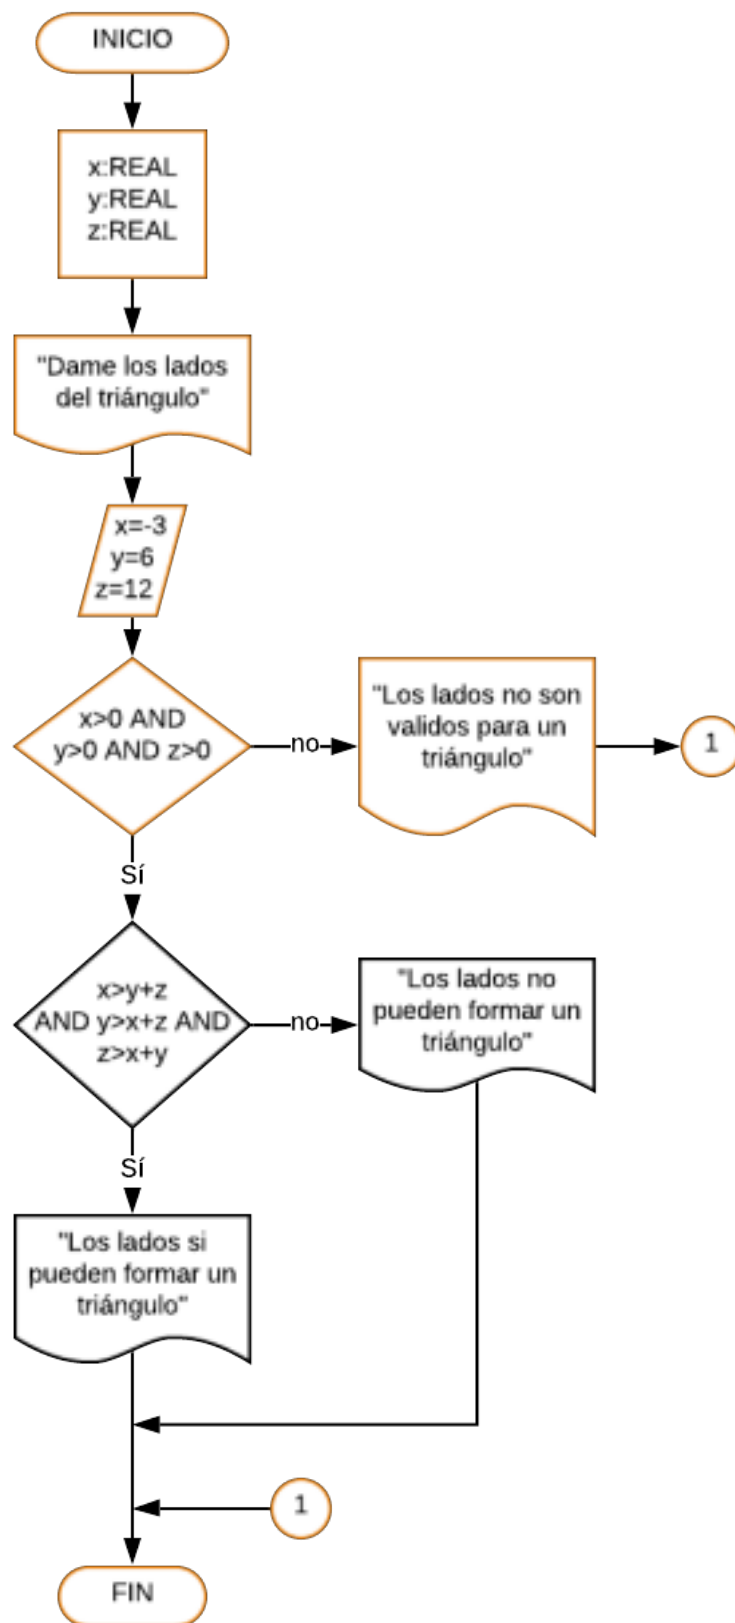 INICIO
x:REAL
y:REAL
z:REAL
"Dame los lados
del triángulo"
x=-3
y=6
z=12
x>0 AND
y>0 AND z>0
no
"Los lados no son
validos para un
triángulo"
1
Sí
x>y+z
AND y>x+z AND
z>x+y
no
"Los lados no
pueden formar un
triángulo"
Sí
"Los lados si
pueden formar un
triángulo"
1
FIN